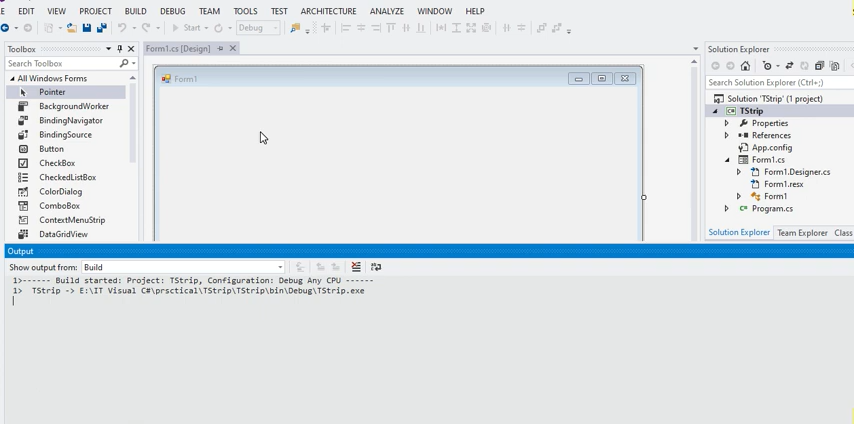 E EDIT VIEW PROJECT BUILD DEBUG TEAM TOOLS TEST ARCHITECTURE ANALYZE WINDOW HELP
Start Debug
Toolbox
Search Toolbox
All Windows Forms
Pointer
BackgroundWorker
BindingNavigator
BindingSource
Button
CheckBox
CheckedListBox
ColorDialog
ComboBox
ContextMenuStrip
DataGridView
Form1.cs [Design]
Form1
Solution Explorer
Search Solution Explorer (Ctrl+;)
Solution 'TStrip' (1 project)
TStrip
Properties
References
App.config
Form1.cs
Form1.Designer.cs
Form1.resx
Form1
Program.cs
Solution Explorer Team Explorer Class
Output
Show output from: Build
1>------ Build started: Project: TStrip, Configuration: Debug Any CPU ------
1> TStrip -> E:\IT Visual C#\prsctical\TStrip\TStrip\bin\Debug\TStrip.exe